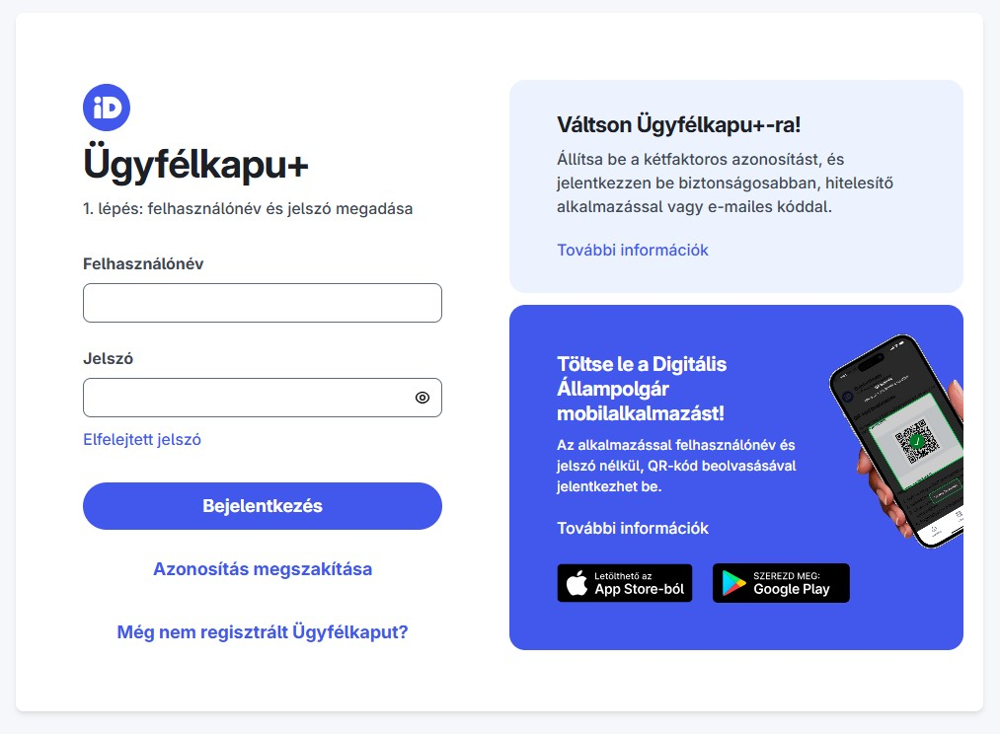 iD
Ügyfélkapu+
1. lépés: felhasználónév és jelszó megadása
Felhasználónév
Jelszó
Elfelejtett jelszó
Bejelentkezés
Azonosítás megszakítása
Még nem regisztrált Ügyfélkaput?
Váltson Ügyfélkapu+-ra!
Állítsa be a kétfaktoros azonosítást, és
jelentkezzen be biztonságosabban, hitelesítő
alkalmazással vagy e-mailes kóddal.
További információk
Töltse le a Digitális
Állampolgár
mobilalkalmazást!
Az alkalmazással felhasználónév és
jelszó nélkül, QR-kód beolvasásával
jelentkezhet be.
További információk
Letölthető az
App Store-ból
SZEREZD MEG:
Google Play